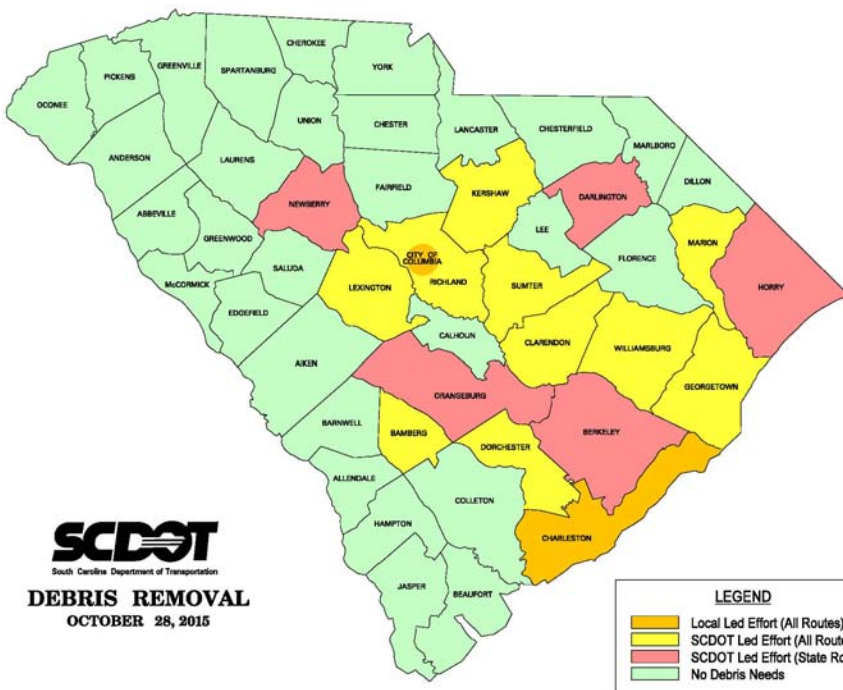 CHEROKEE
GREENVILLE
SPARTANBURG
YORK
PICKENS
OCONEE
UNION
CHESTER
LANCASTER
CHESTERFIELD
MARLBORO
ANDERSON
LAURENS
DILLON
FAIRFIELD
KERSHAW
DARLINGTON
NEWBERRY
ABBEVILLE
GREENWOOD
LEE
MARION
CITY OF
COLUMBIA
FLORENCE
SALUDA
RICHLAND
HORRY
McCORMICK
LEXINGTON
SUMTER
EDGEFIELD
CALHOUN
CLARENDON
WILLIAMSBURG
AIKEN
GEORGETOWN
ORANGEBURG
BARNWELL
BAMBERG
BERKELEY
DORCHESTER
ALLENDALE
COLLETON
HAMPTON
CHARLESTON
JASPER
BEAUFORT
SCDOT
South Carolina Department of Transportation
DEBRIS REMOVAL
OCTOBER 28, 2015
LEGEND
Local Led Effort (All Routes)
SCDOT Led Effort (All Route
SCDOT Led Effort (State Ro
No Debris Needs